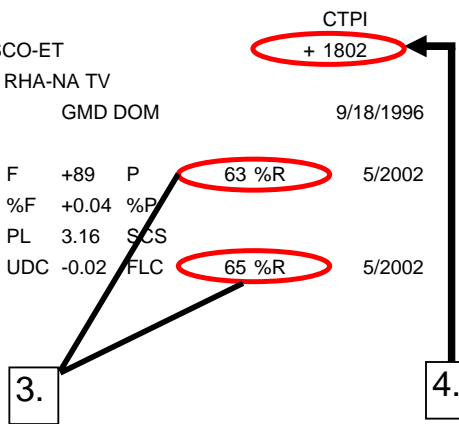 CTPI
SCO-ET + 1802
RHA-NA TV
GMD DOM 9/18/1996
F +89 P 63 %R 5/2002
%F +0.04 %P
PL 3.16 SCS
UDC -0.02 FLC 65 %R 5/2002
3. 4.